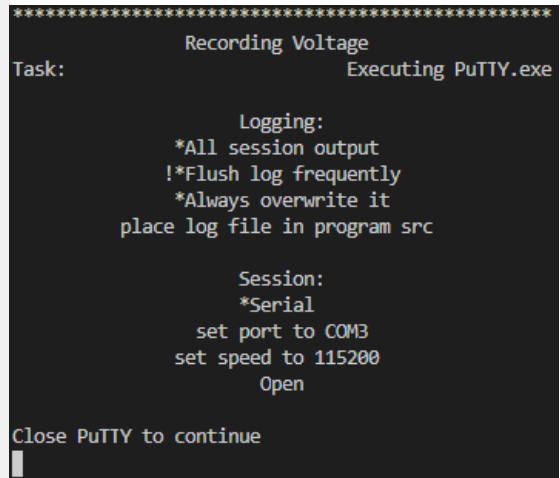 **************************************************
Recording Voltage
Task: Executing PuTTY.exe
Logging:
*All session output
!*Flush log frequently
*Always overwrite it
place log file in program src
Session:
*Serial
set port to COM3
set speed to 115200
Open
Close PuTTY to continue